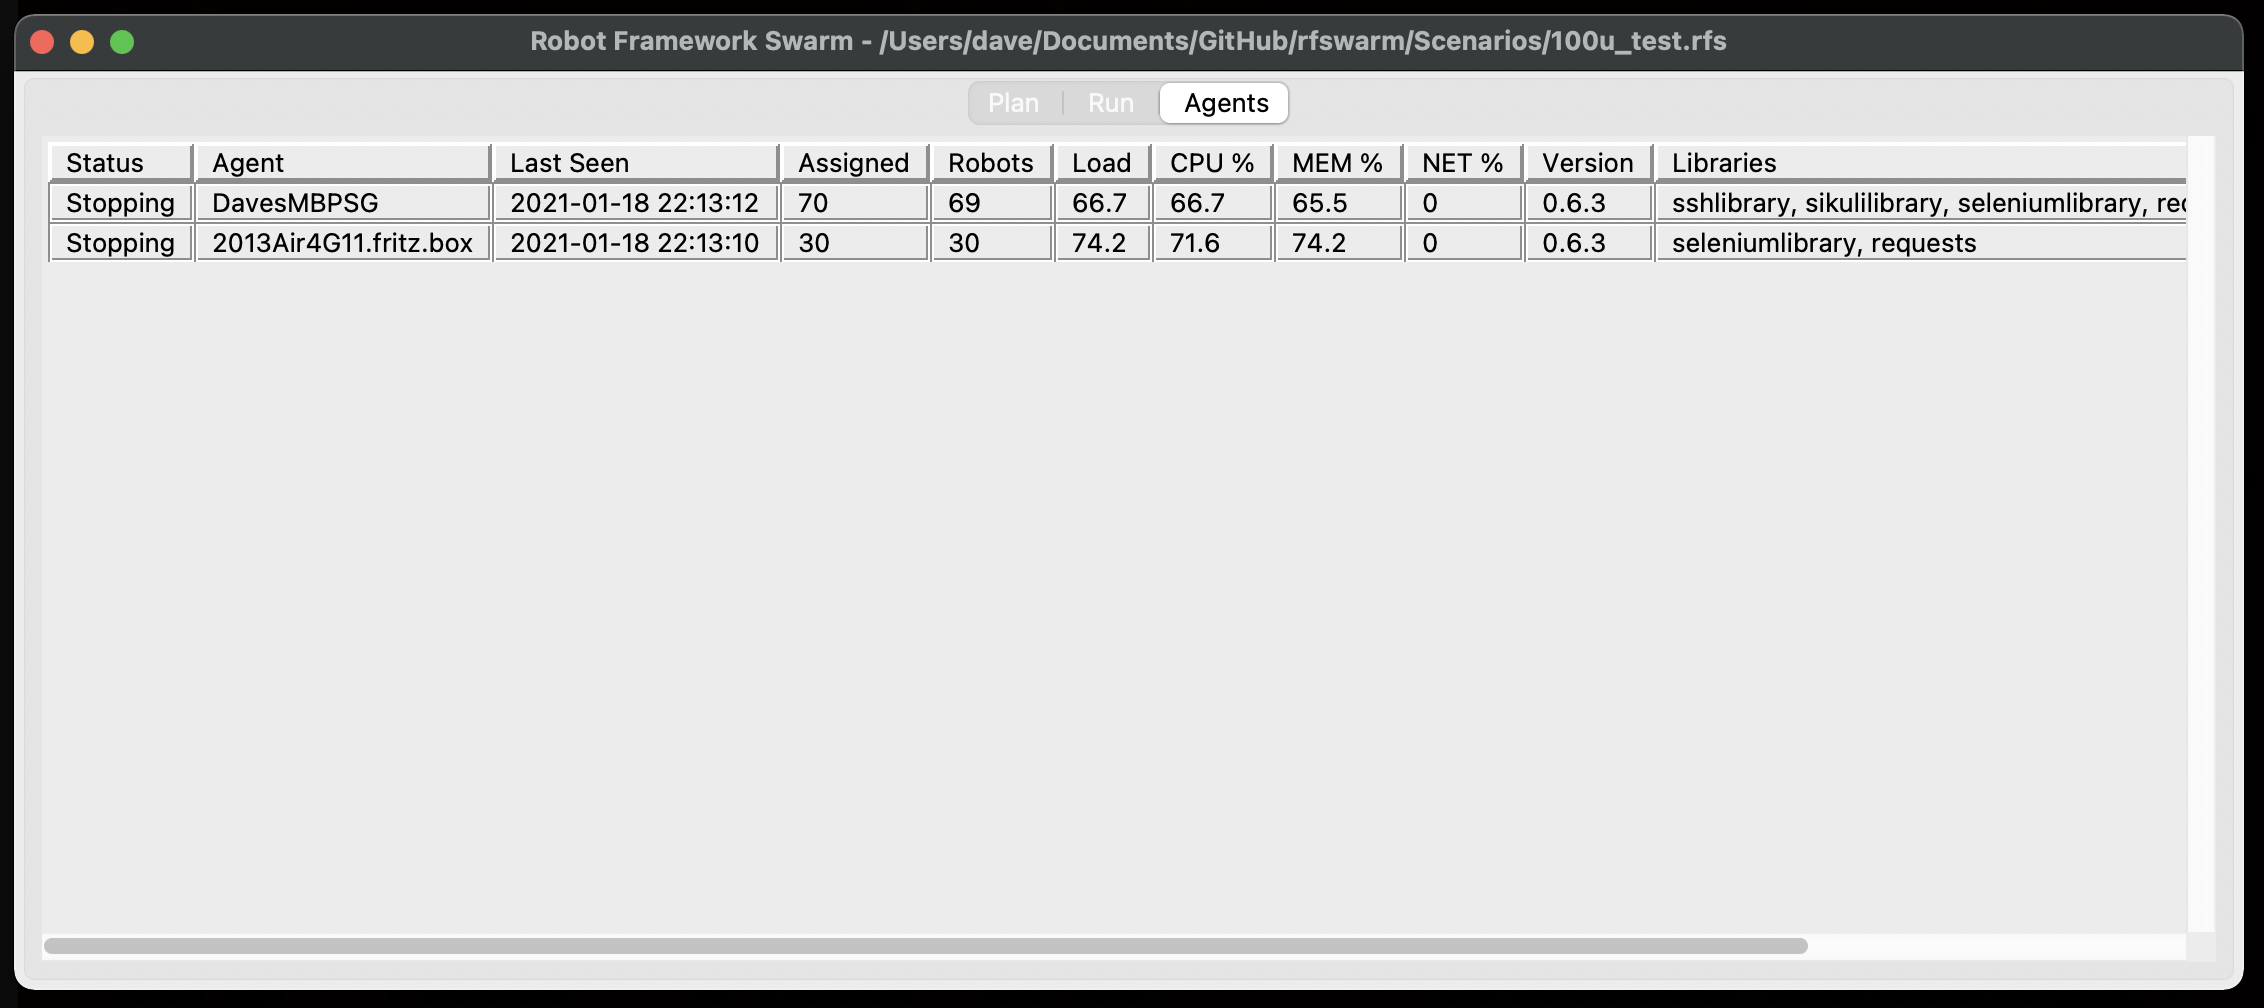 Robot Framework Swarm - /Users/dave/Documents/GitHub/rfswarm/Scenarios/100u_test.rfs
Plan Run Agents
Status Agent Last Seen Assigned Robots Load CPU % MEM % NET % Version Libraries
Stopping DavesMBPSG 2021-01-18 22:13:12 70 69 66.7 66.7 65.5 0 0.6.3 sshlibrary, sikulilibrary, seleniumlibrary,
Stopping 2013Air4G11.fritz.box 2021-01-18 22:13:10 30 30 74.2 71.6 74.2 0 0.6.3 seleniumlibrary, requests